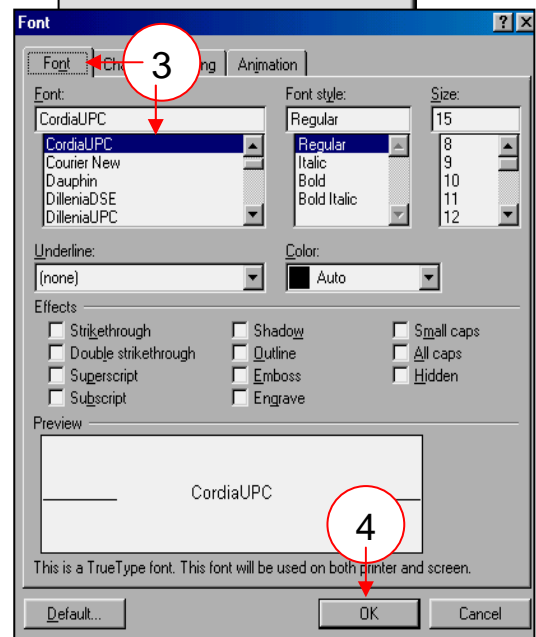 Font
Font Cha ng Animation
3
Font: Font style: Size:
CordiaUPC Regular 15
CordiaUPC Regular 8
Courier New Italic 9
Dauphin Bold 10
DilleniaDSE Bold Italic 11
DilleniaUPC 12
Underline: Color:
(none) Auto
Effects
Strikethrough Shadow Small caps
Double strikethrough Outline All caps
Superscript Emboss Hidden
Subscript Engrave
Preview
CordiaUPC
4
This is a TrueType font. This font will be used on both printer and screen.
Default... OK Cancel